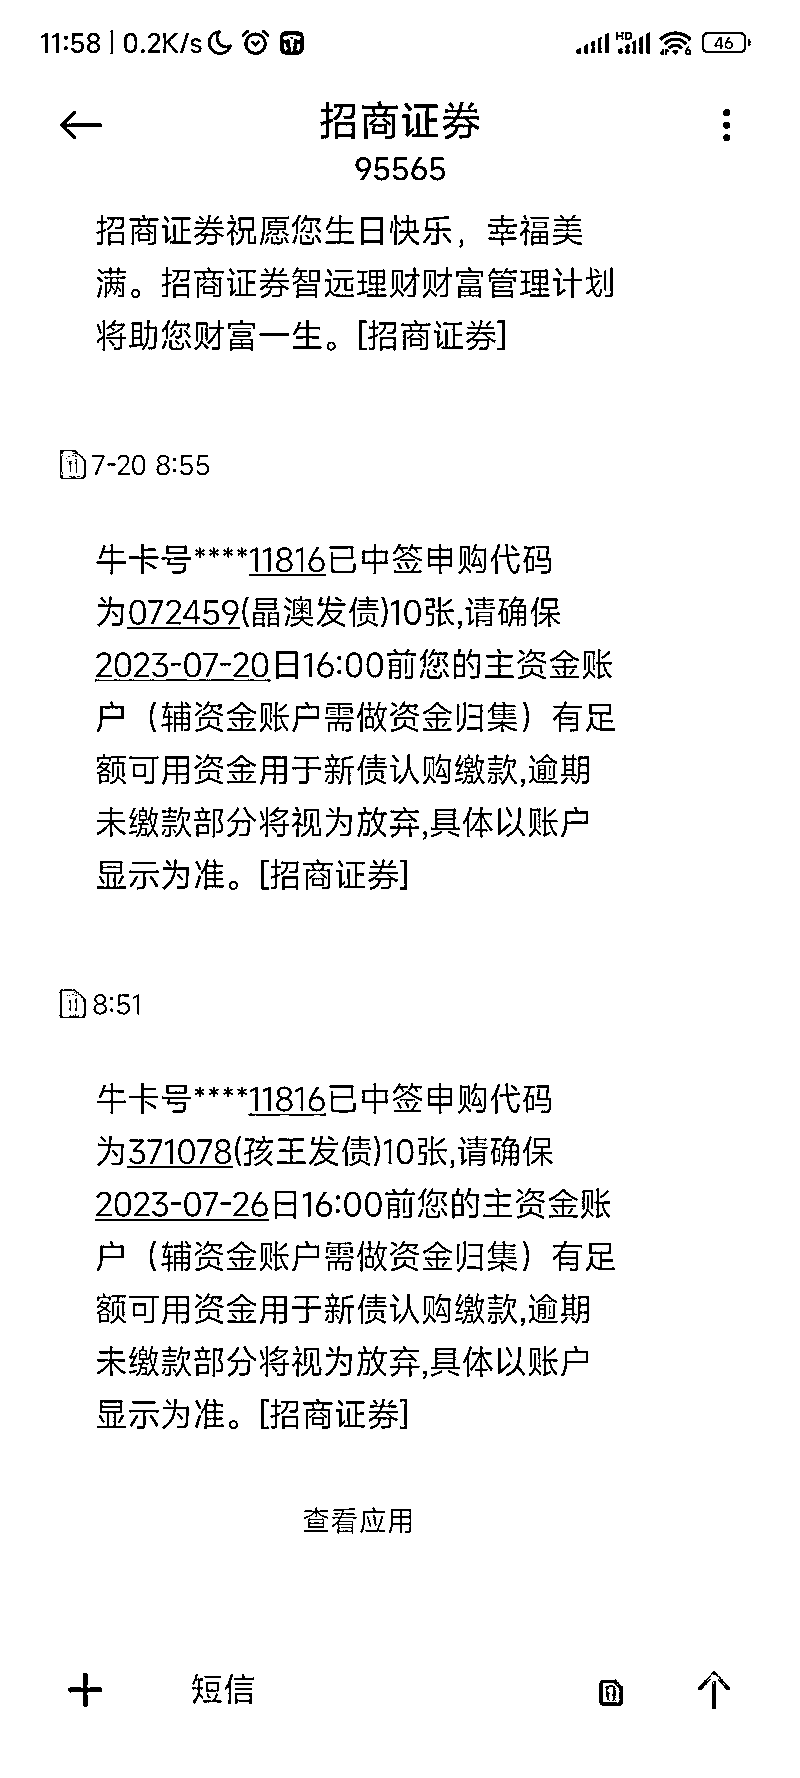 11:58 | 0.2K/s
HD
46
招商证券
95565
招商证券祝愿您生日快乐，幸福美
满。招商证券智远理财财富管理计划
将助您财富一生。[招商证券]
7-20 8:55
牛卡号****11816已中签申购代码
为072459(晶澳发债)10张,请确保
2023-07-20日16:00前您的主资金账
户（辅资金账户需做资金归集）有足
额可用资金用于新债认购缴款,逾期
未缴款部分将视为放弃,具体以账户
显示为准。[招商证券]
8:51
牛卡号****11816已中签申购代码
为371078(孩王发债)10张,请确保
2023-07-26日16:00前您的主资金账
户（辅资金账户需做资金归集）有足
额可用资金用于新债认购缴款,逾期
未缴款部分将视为放弃,具体以账户
显示为准。[招商证券]
查看应用
短信